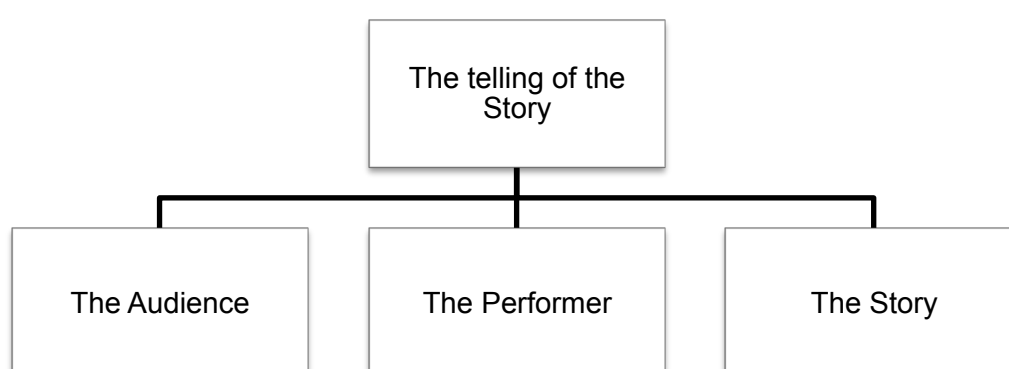 The telling of the
Story
The Audience
The Performer
The Story